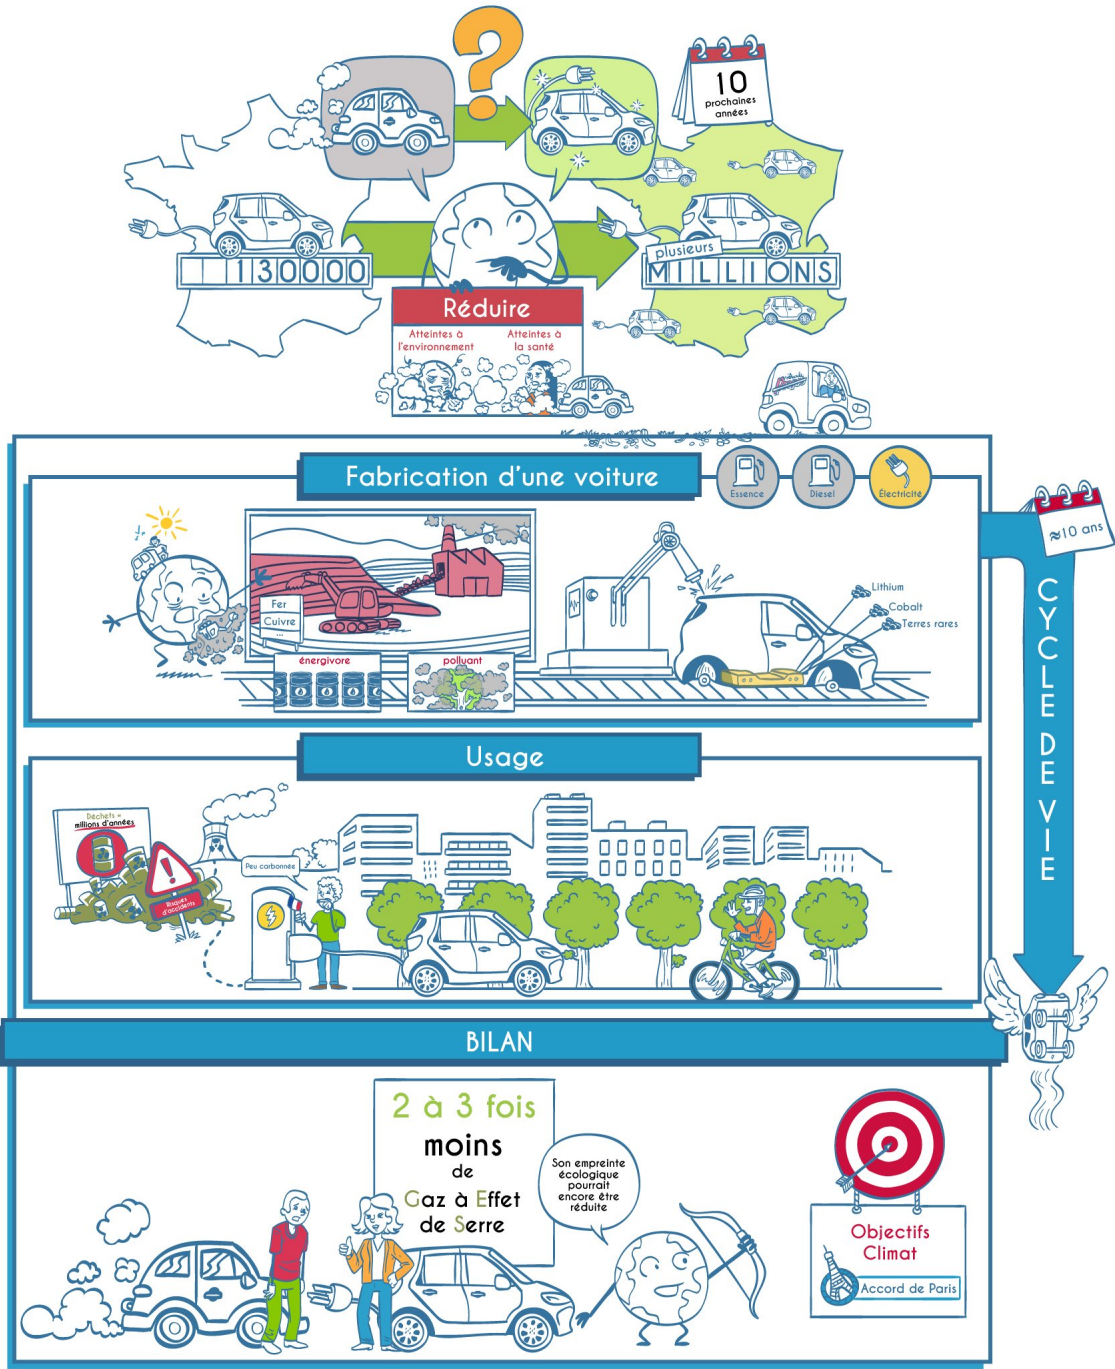 ?
10
prochaines
années
130000
plusieurs
MILLIONS
Réduire
Atteintes à
l'environnement
Atteintes à
la santé
Fabrication d'une voiture
Essence
Diesel
Électricité
≈10 ans
CYCLE DE VIE
Fer
Cuivre
...
énergivore
polluant
Lithium
Cobalt
Terres rares
Usage
Déchets =
millions d'années
Risques
d'accidents
Peu carbonnée
BILAN
2 à 3 fois
moins
de
Gaz à Effet
de Serre
Son empreinte
écologique
pourrait
encore être
réduite
Objectifs
Climat
Accord de Paris